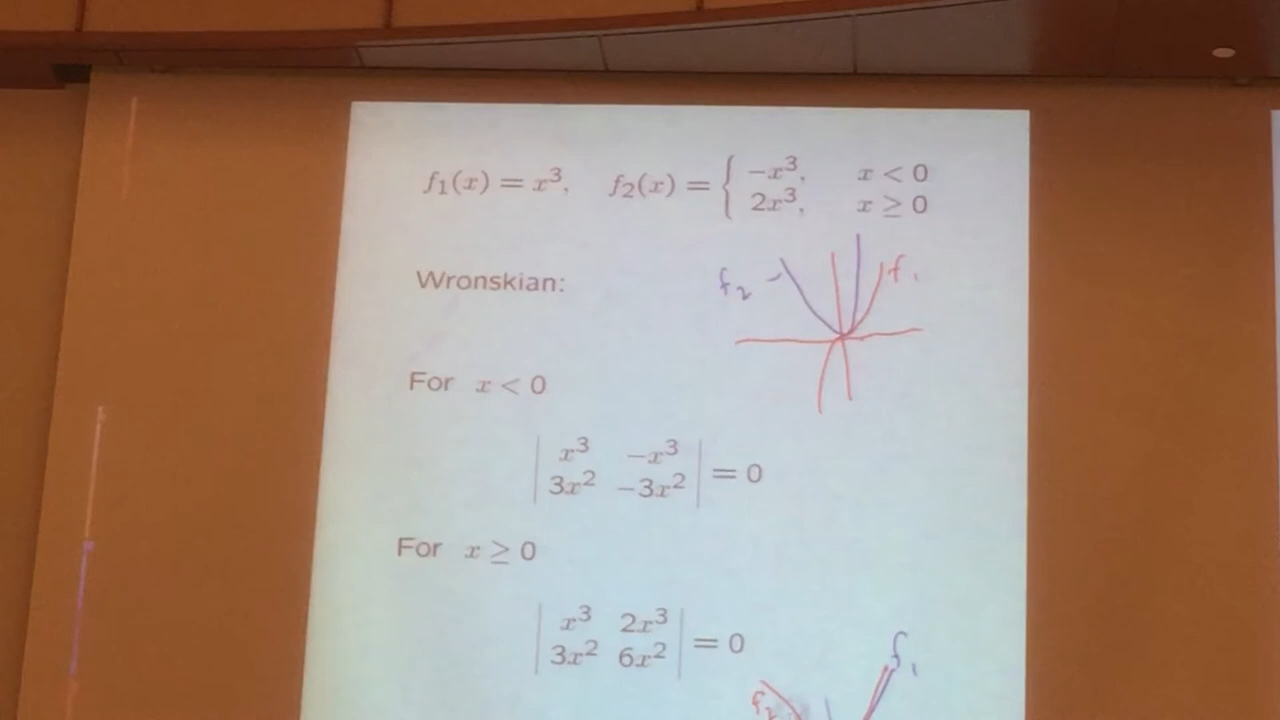 f₁(x) = x³, f₂(x) = { −x³, x < 0
2x³, x ≥ 0
Wronskian:
f₂ f₁
For x < 0
| x³ −x³ |
| 3x² −3x² | = 0
For x ≥ 0
| x³ 2x³ |
| 3x² 6x² | = 0
f₁
f₂